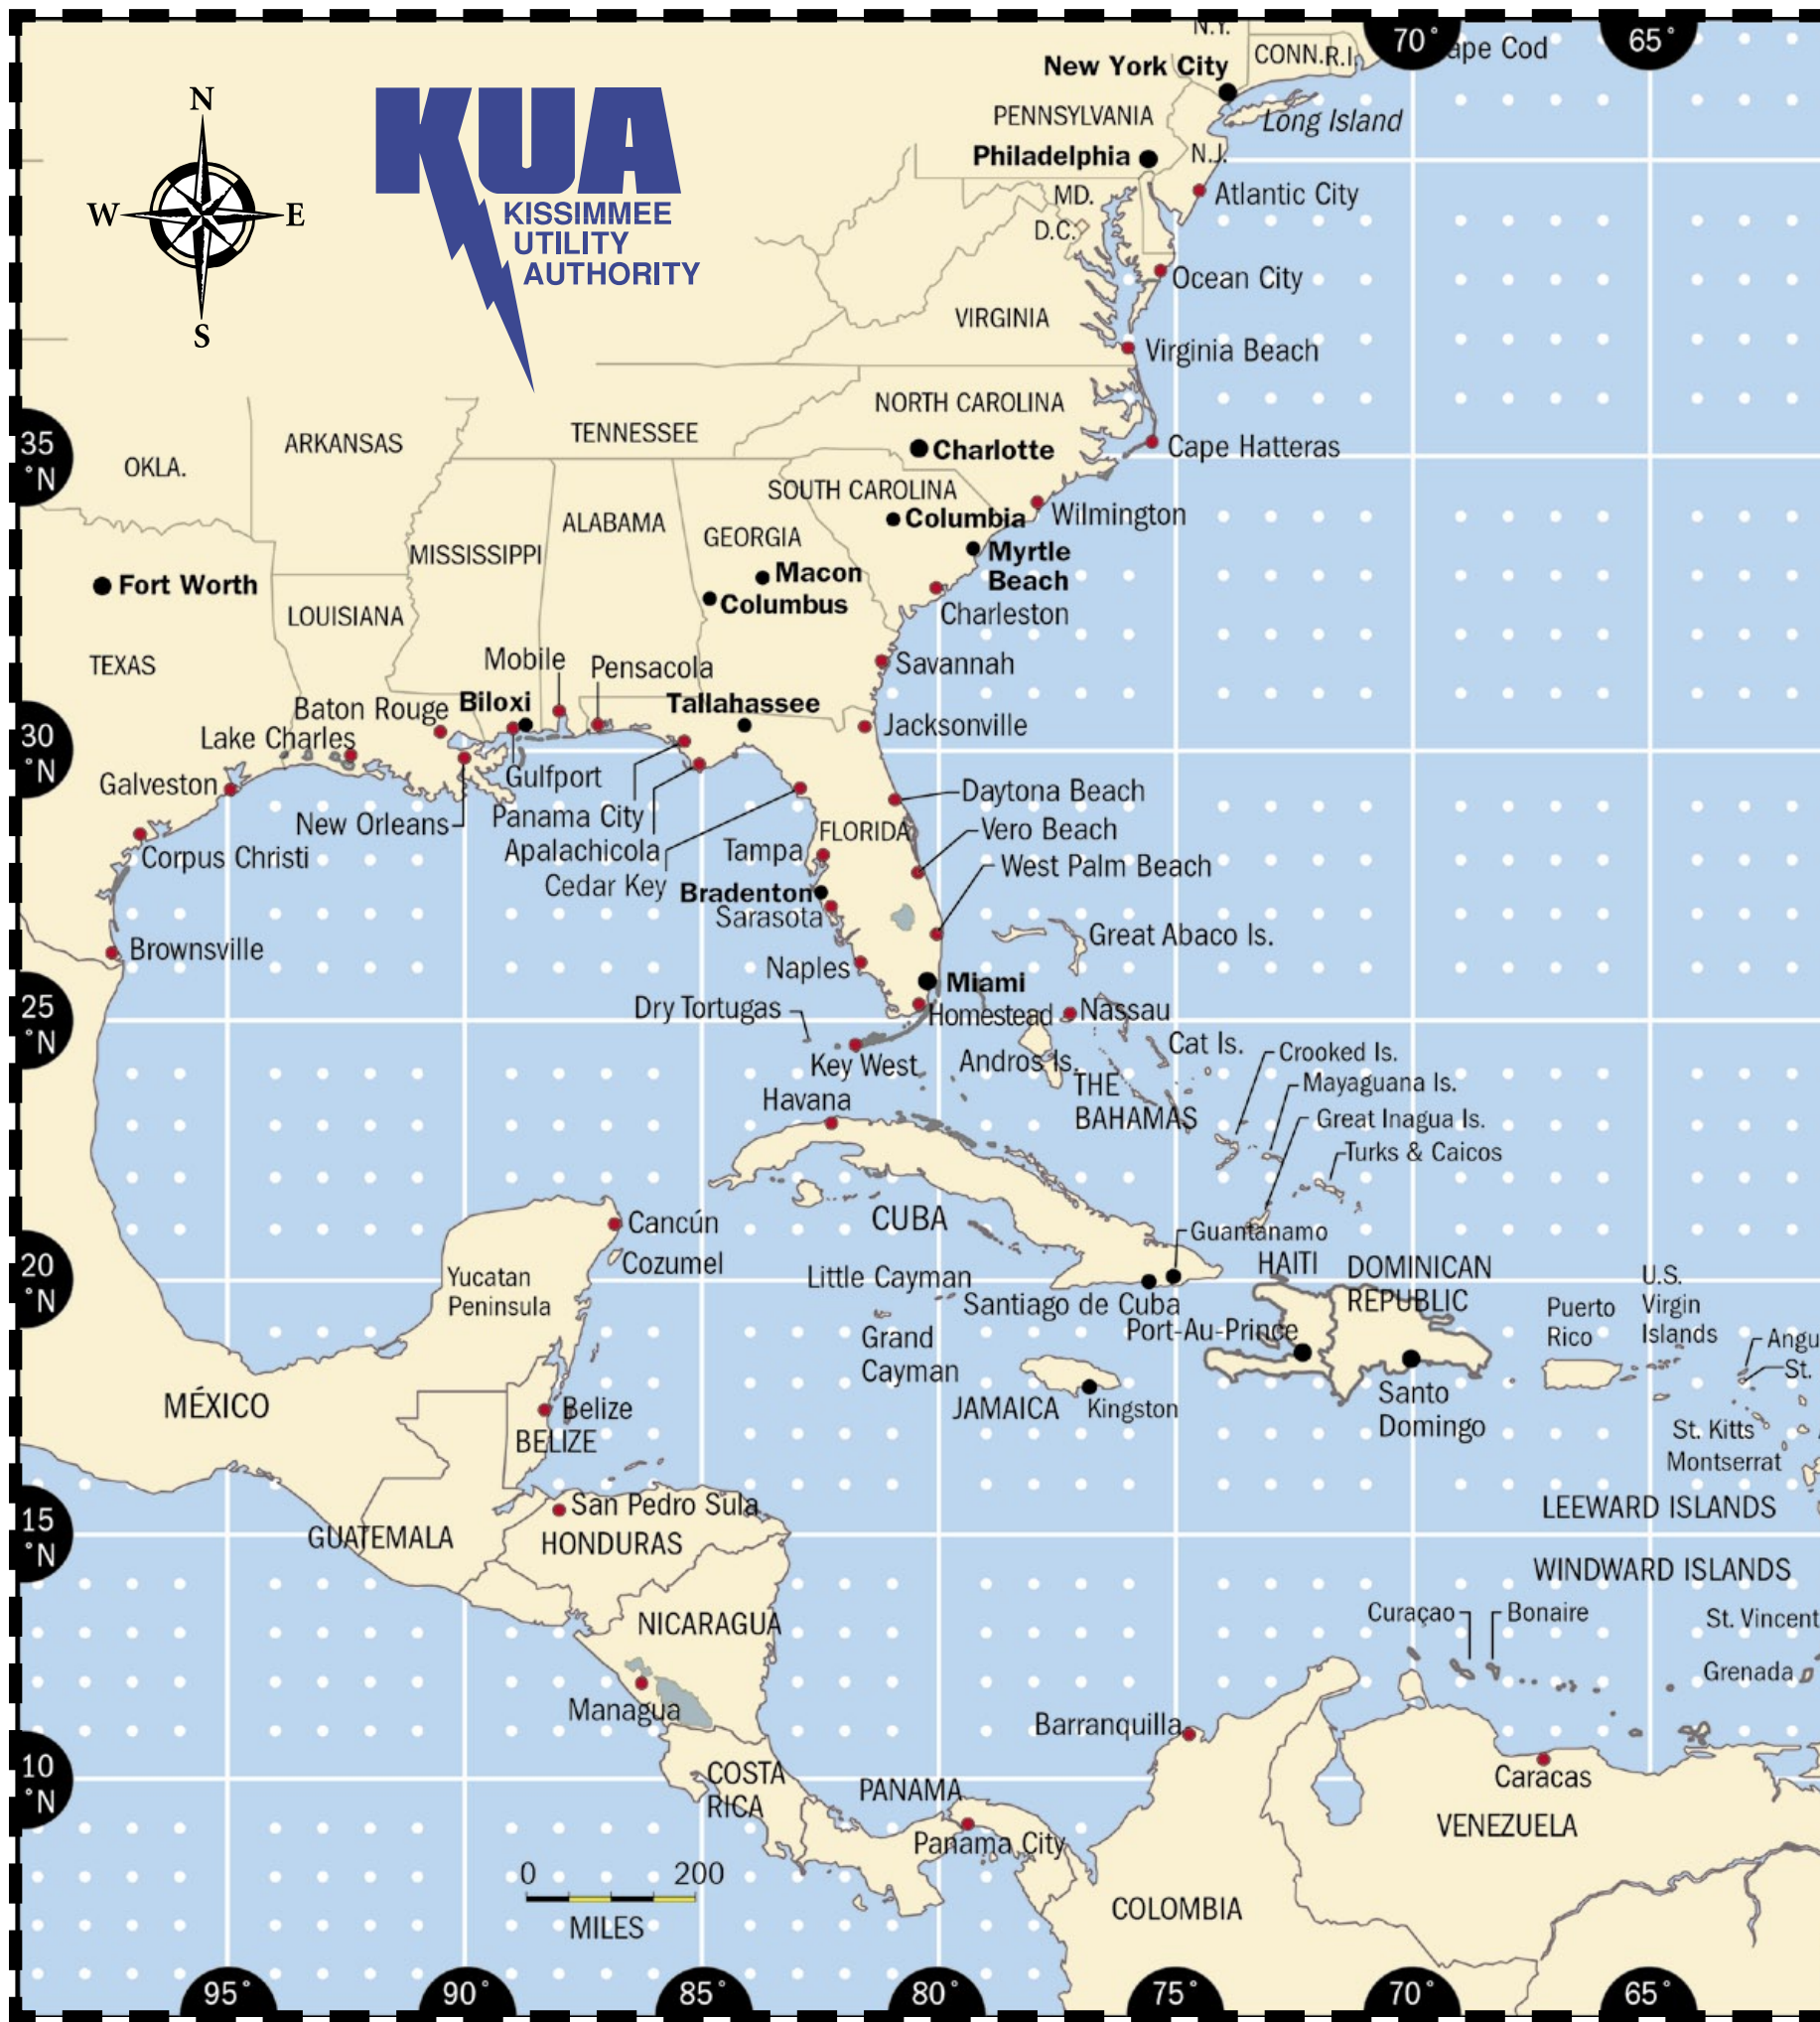 N.Y.
CONN.
R.I.
70°
ape Cod
65°
New York City
N
KUA
PENNSYLVANIA
Long Island
Philadelphia
N.J.
MD.
Atlantic City
W
E
KISSIMMEE
UTILITY
AUTHORITY
D.C.
Ocean City
S
VIRGINIA
Virginia Beach
NORTH CAROLINA
35
°N
ARKANSAS
TENNESSEE
Charlotte
Cape Hatteras
OKLA.
SOUTH CAROLINA
Columbia
Wilmington
ALABAMA
GEORGIA
MISSISSIPPI
Myrtle
Beach
Macon
Fort Worth
Columbus
LOUISIANA
Charleston
TEXAS
Mobile
Pensacola
Savannah
Baton Rouge
Biloxi
Tallahassee
Jacksonville
30
°N
Lake Charles
Galveston
Gulfport
Daytona Beach
New Orleans
Panama City
FLORIDA
Vero Beach
Corpus Christi
Apalachicola
Tampa
West Palm Beach
Cedar Key
Bradenton
Sarasota
Great Abaco Is.
Brownsville
Naples
Miami
25
°N
Dry Tortugas
Homestead
Nassau
Cat Is.
Crooked Is.
Key West
Andros Is.
THE
BAHAMAS
Mayaguana Is.
Havana
Great Inagua Is.
Turks & Caicos
Cancún
CUBA
Guantanamo
Cozumel
HAITI
DOMINICAN
REPUBLIC
20
°N
Yucatan
Peninsula
Little Cayman
Santiago de Cuba
U.S.
Virgin
Islands
Puerto
Rico
Port-Au-Prince
Grand
Cayman
Angu
St.
MÉXICO
Belize
BELIZE
JAMAICA
Kingston
Santo
Domingo
St. Kitts
Montserrat
15
°N
San Pedro Sula
LEEWARD ISLANDS
GUATEMALA
HONDURAS
WINDWARD ISLANDS
NICARAGUA
Curaçao
Bonaire
St. Vincent
Grenada
Managua
Barranquilla
10
°N
COSTA
RICA
PANAMA
Caracas
VENEZUELA
Panama City
0
200
MILES
COLOMBIA
95°
90°
85°
80°
75°
70°
65°